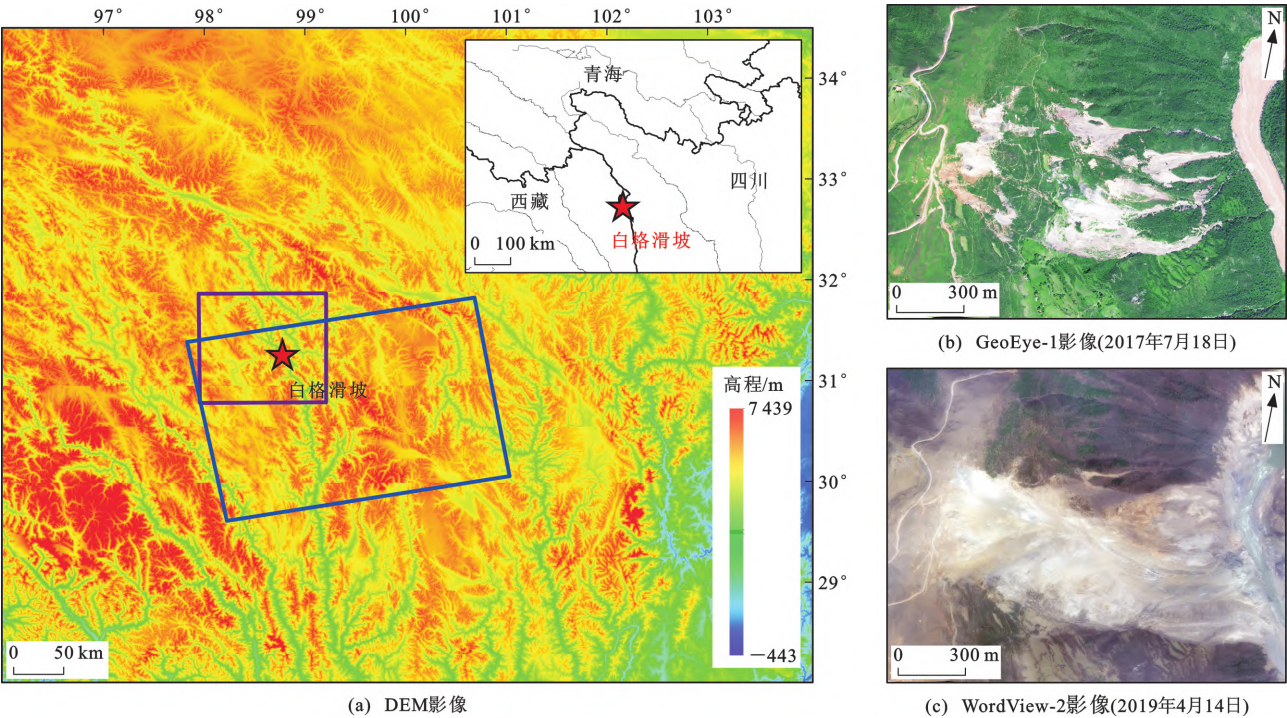 97° 98° 99° 100° 101° 102° 103°
34°
33°
32°
31°
30°
29°
青海
西藏
四川
白格滑坡
0 100 km
白格滑坡
高程/m
7 439
－443
0 50 km
(a) DEM影像
N
0 300 m
(b) GeoEye-1影像(2017年7月18日)
N
0 300 m
(c) WordView-2影像(2019年4月14日)